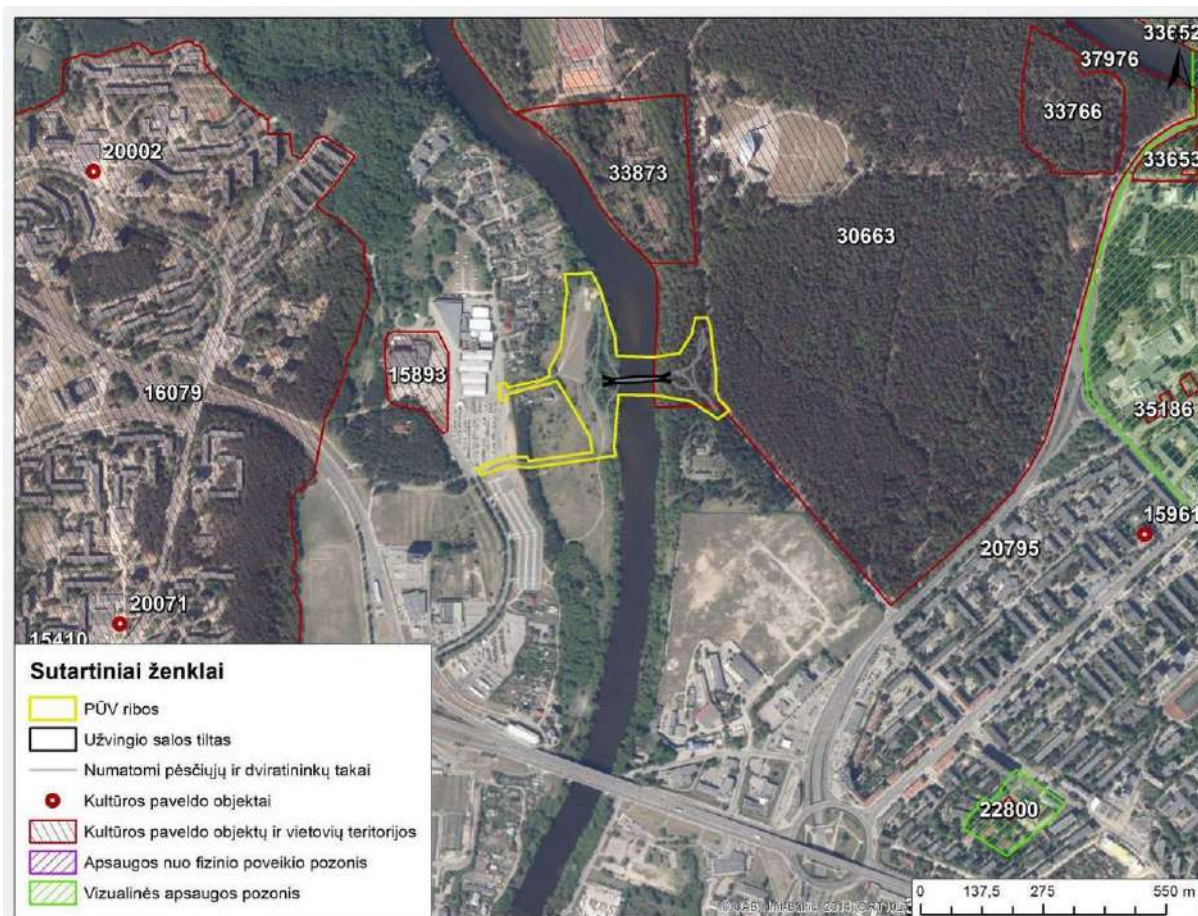 33652
37976
33766
20002
33873
33653
30663
15893
16079
35186
15961
20795
20071
15410
Sutartiniai ženklai
PŪV ribos
Užvingio salos tiltas
Numatomi pėsčiųjų ir dviratininkų takai
Kultūros paveldo objektai
Kultūros paveldo objektų ir vietovių teritorijos
Apsaugos nuo fizinio poveikio pozonis
Vizualinės apsaugos pozonis
22800
0 137,5 275 550 m